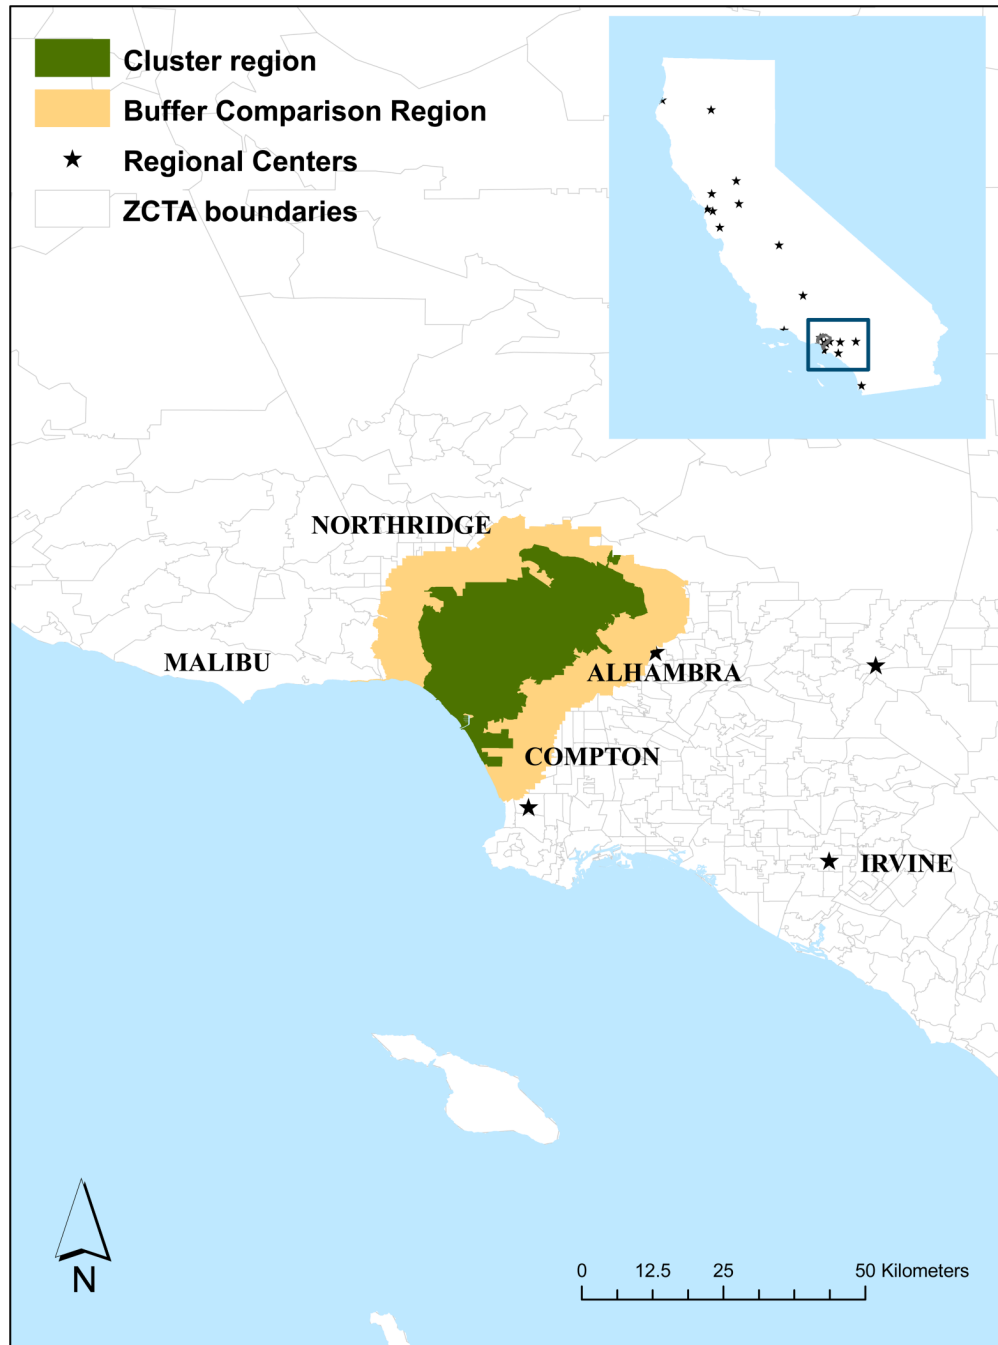 Cluster region
Buffer Comparison Region
Regional Centers
ZCTA boundaries
NORTHRIDGE
MALIBU
ALHAMBRA
COMPTON
IRVINE
N
0 12.5 25 50 Kilometers